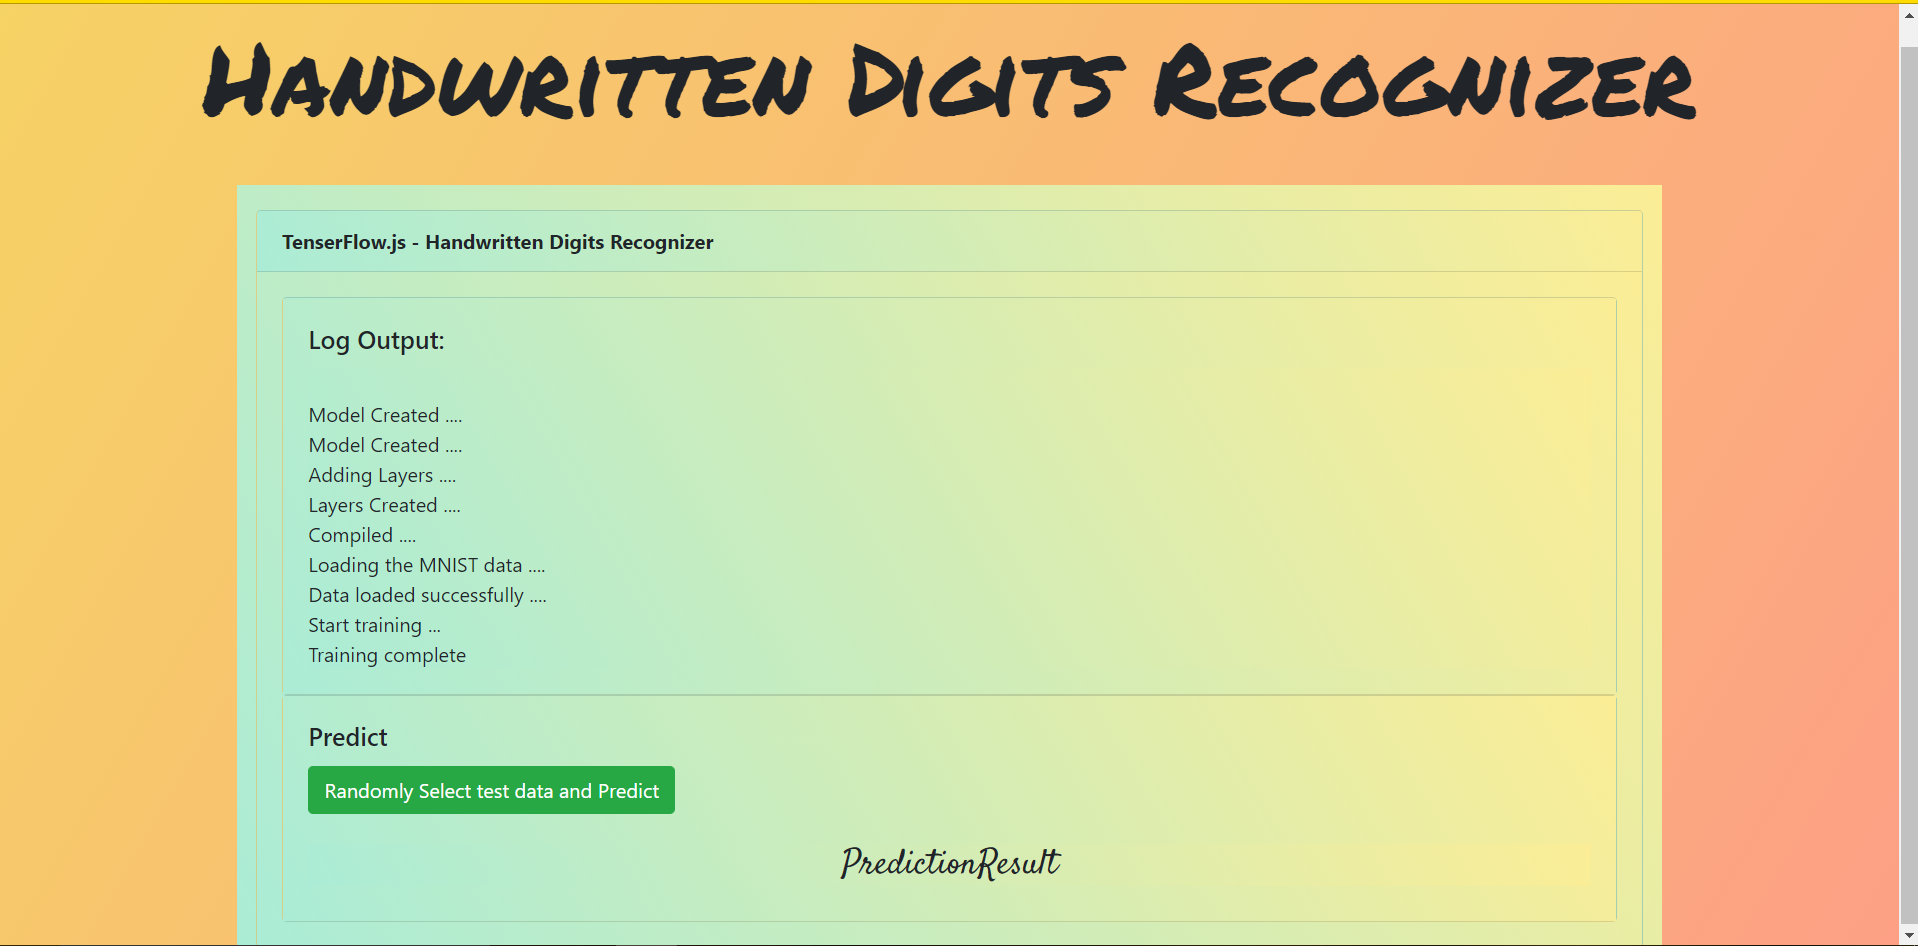 Handwritten Digits Recognizer
TenserFlow.js - Handwritten Digits Recognizer
Log Output:
Model Created ....
Model Created ....
Adding Layers ....
Layers Created ....
Compiled ....
Loading the MNIST data ....
Data loaded successfully ....
Start training ...
Training complete
Predict
Randomly Select test data and Predict
PredictionResult